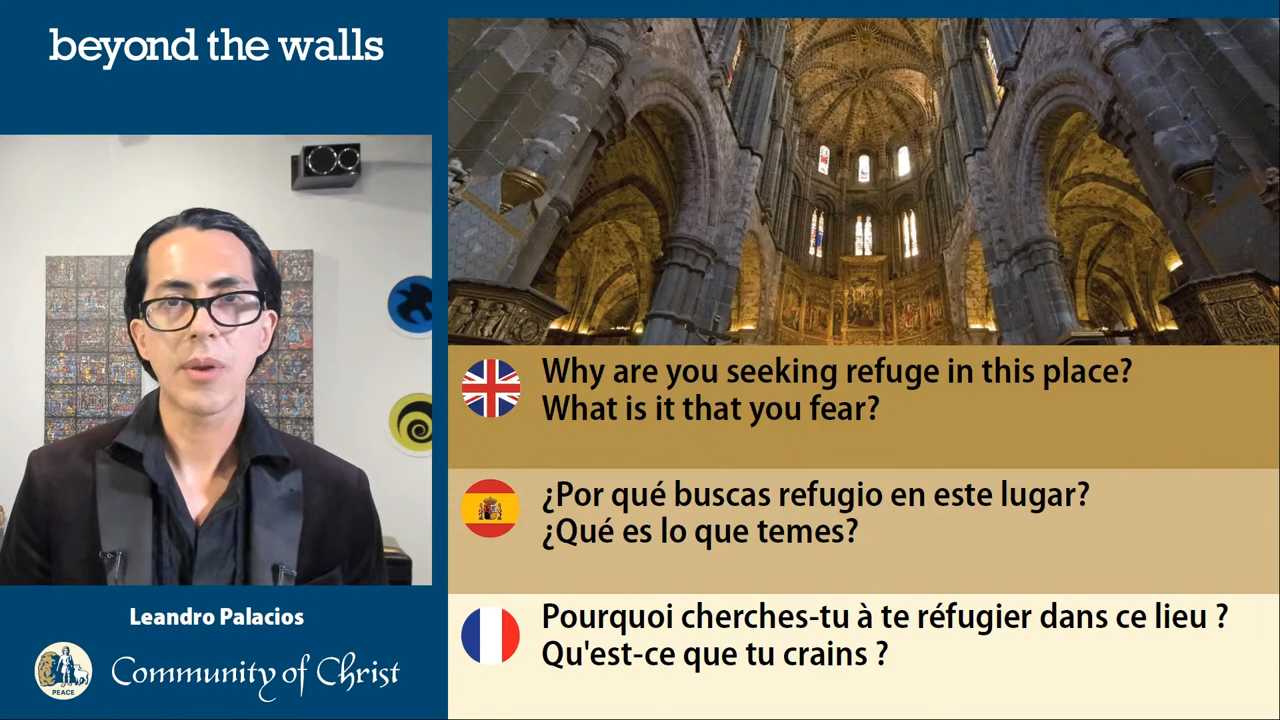 beyond the walls
Leandro Palacios
PEACE
Community of Christ
Why are you seeking refuge in this place?
What is it that you fear?
¿Por qué buscas refugio en este lugar?
¿Qué es lo que temes?
Pourquoi cherches-tu à te réfugier dans ce lieu ?
Qu'est-ce que tu crains ?